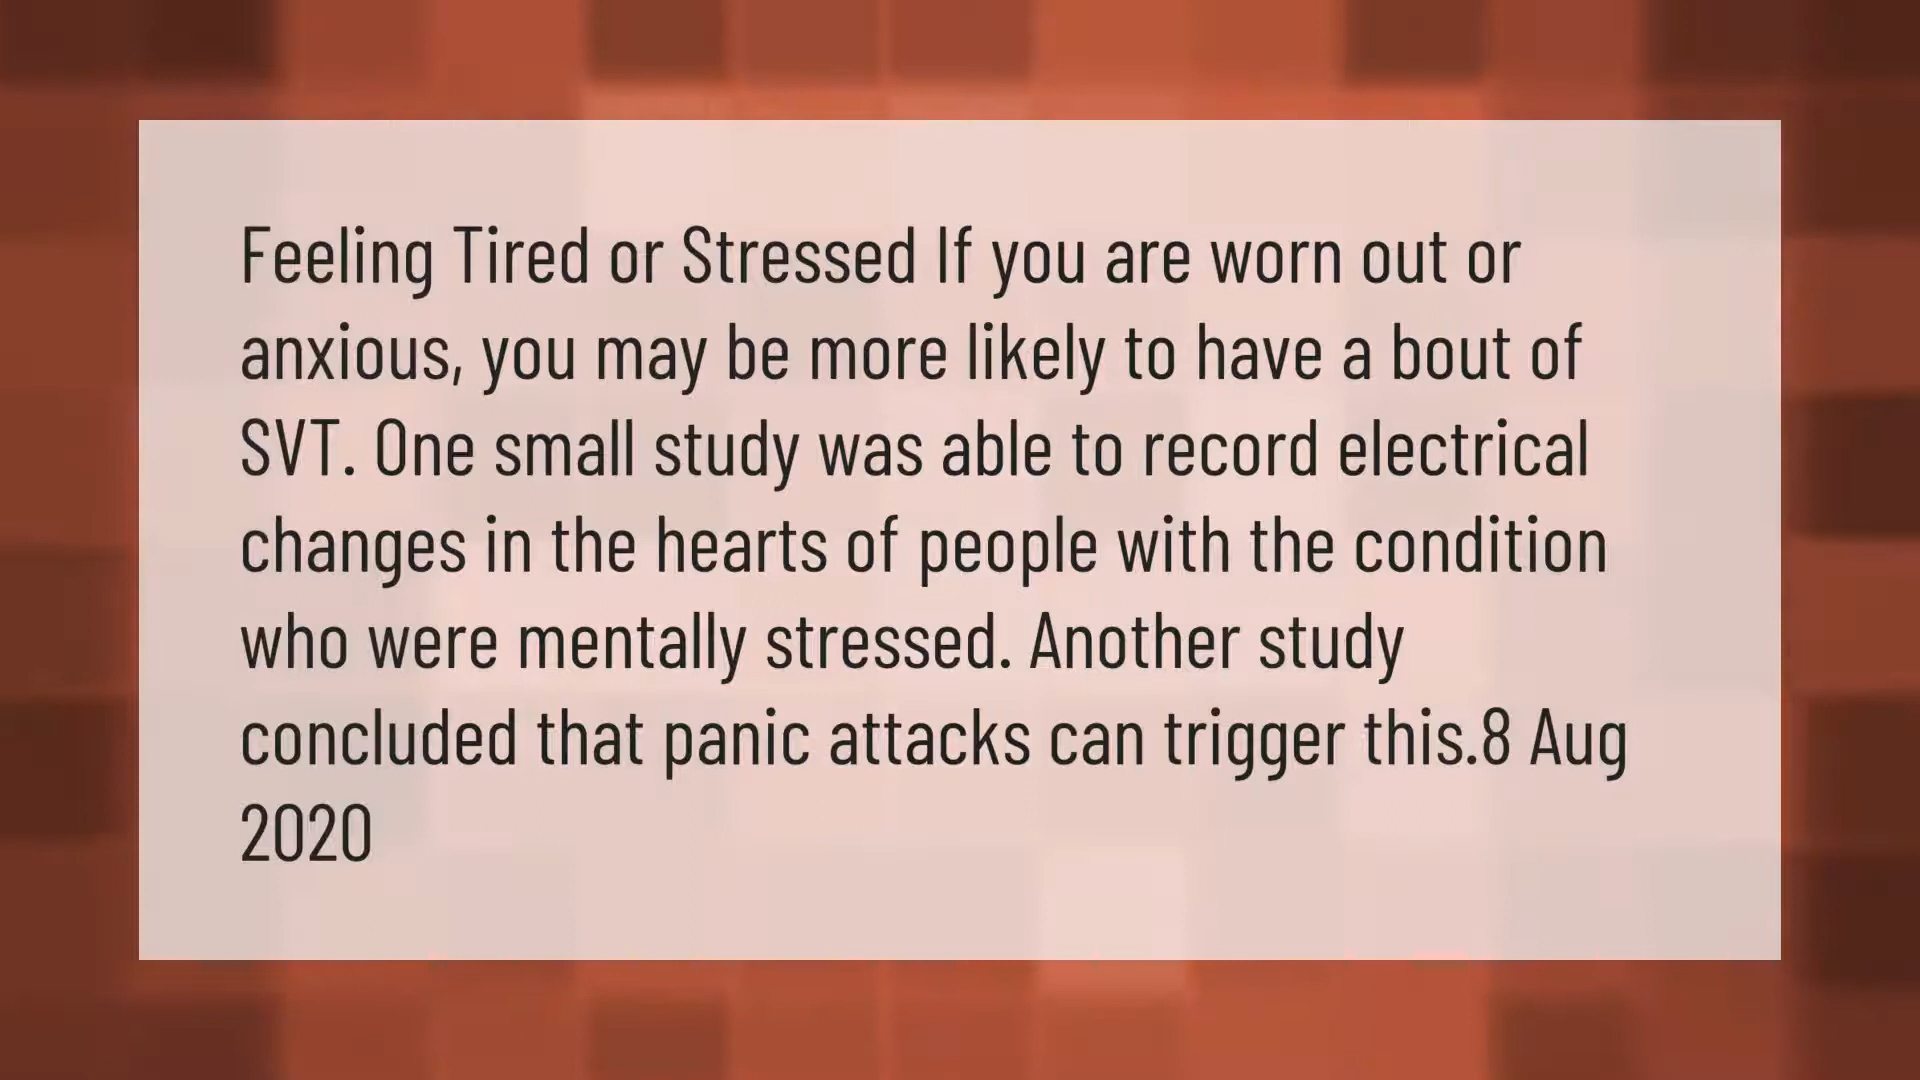 Feeling Tired or Stressed If you are worn out or
anxious, you may be more likely to have a bout of
SVT. One small study was able to record electrical
changes in the hearts of people with the condition
who were mentally stressed. Another study
concluded that panic attacks can trigger this.8 Aug
2020